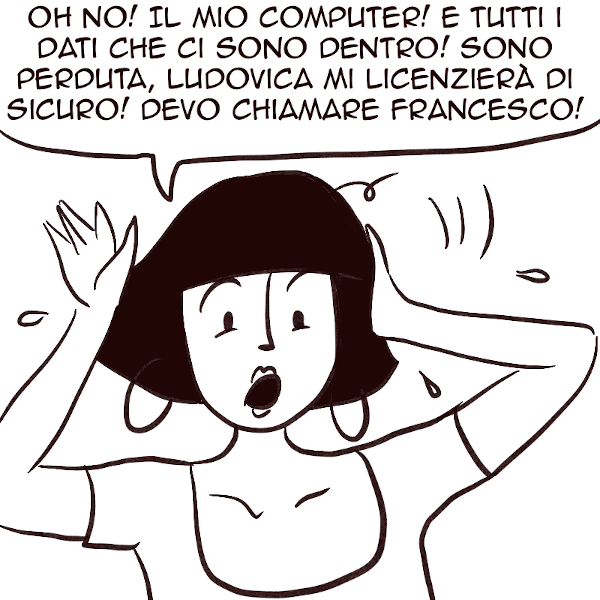 OH NO! IL MIO COMPUTER! E TUTTI I
DATI CHE CI SONO DENTRO! SONO
PERDUTA, LUDOVICA MI LICENZIERÀ DI
SICURO! DEVO CHIAMARE FRANCESCO!